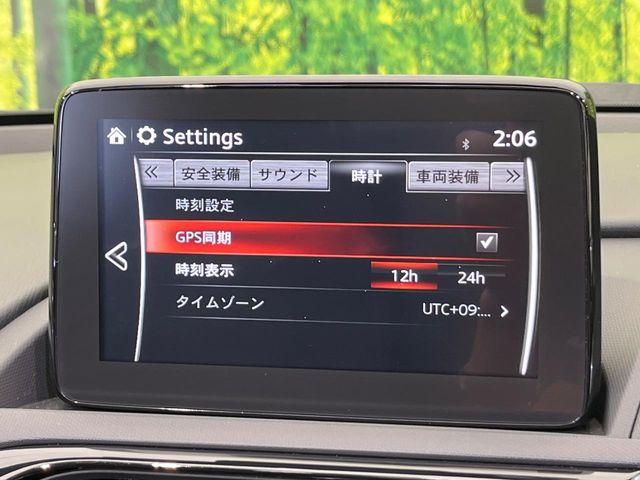 Settings 2:06
≪ 安全装備 サウンド 時計 車両装備 ≫
時刻設定
GPS同期
時刻表示 12h 24h
タイムゾーン UTC+09:...